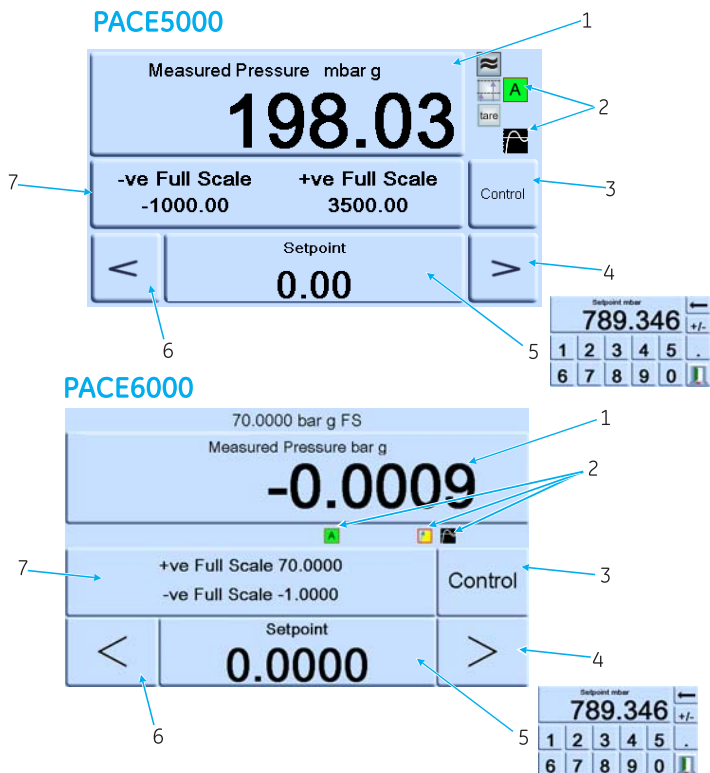 PACE5000
1
Measured Pressure mbar g
198.03
A
tare
2
7
-ve Full Scale +ve Full Scale
-1000.00 3500.00
Control
3
Setpoint
< 0.00 >
4
6
5
Setpoint mbar
789.346
+/-
1 2 3 4 5 .
6 7 8 9 0
PACE6000
70.0000 bar g FS
1
Measured Pressure bar g
-0.0009
2
A
7
+ve Full Scale 70.0000
-ve Full Scale -1.0000
Control
3
Setpoint
< 0.0000 >
4
6
5
Setpoint mbar
789.346
+/-
1 2 3 4 5 .
6 7 8 9 0